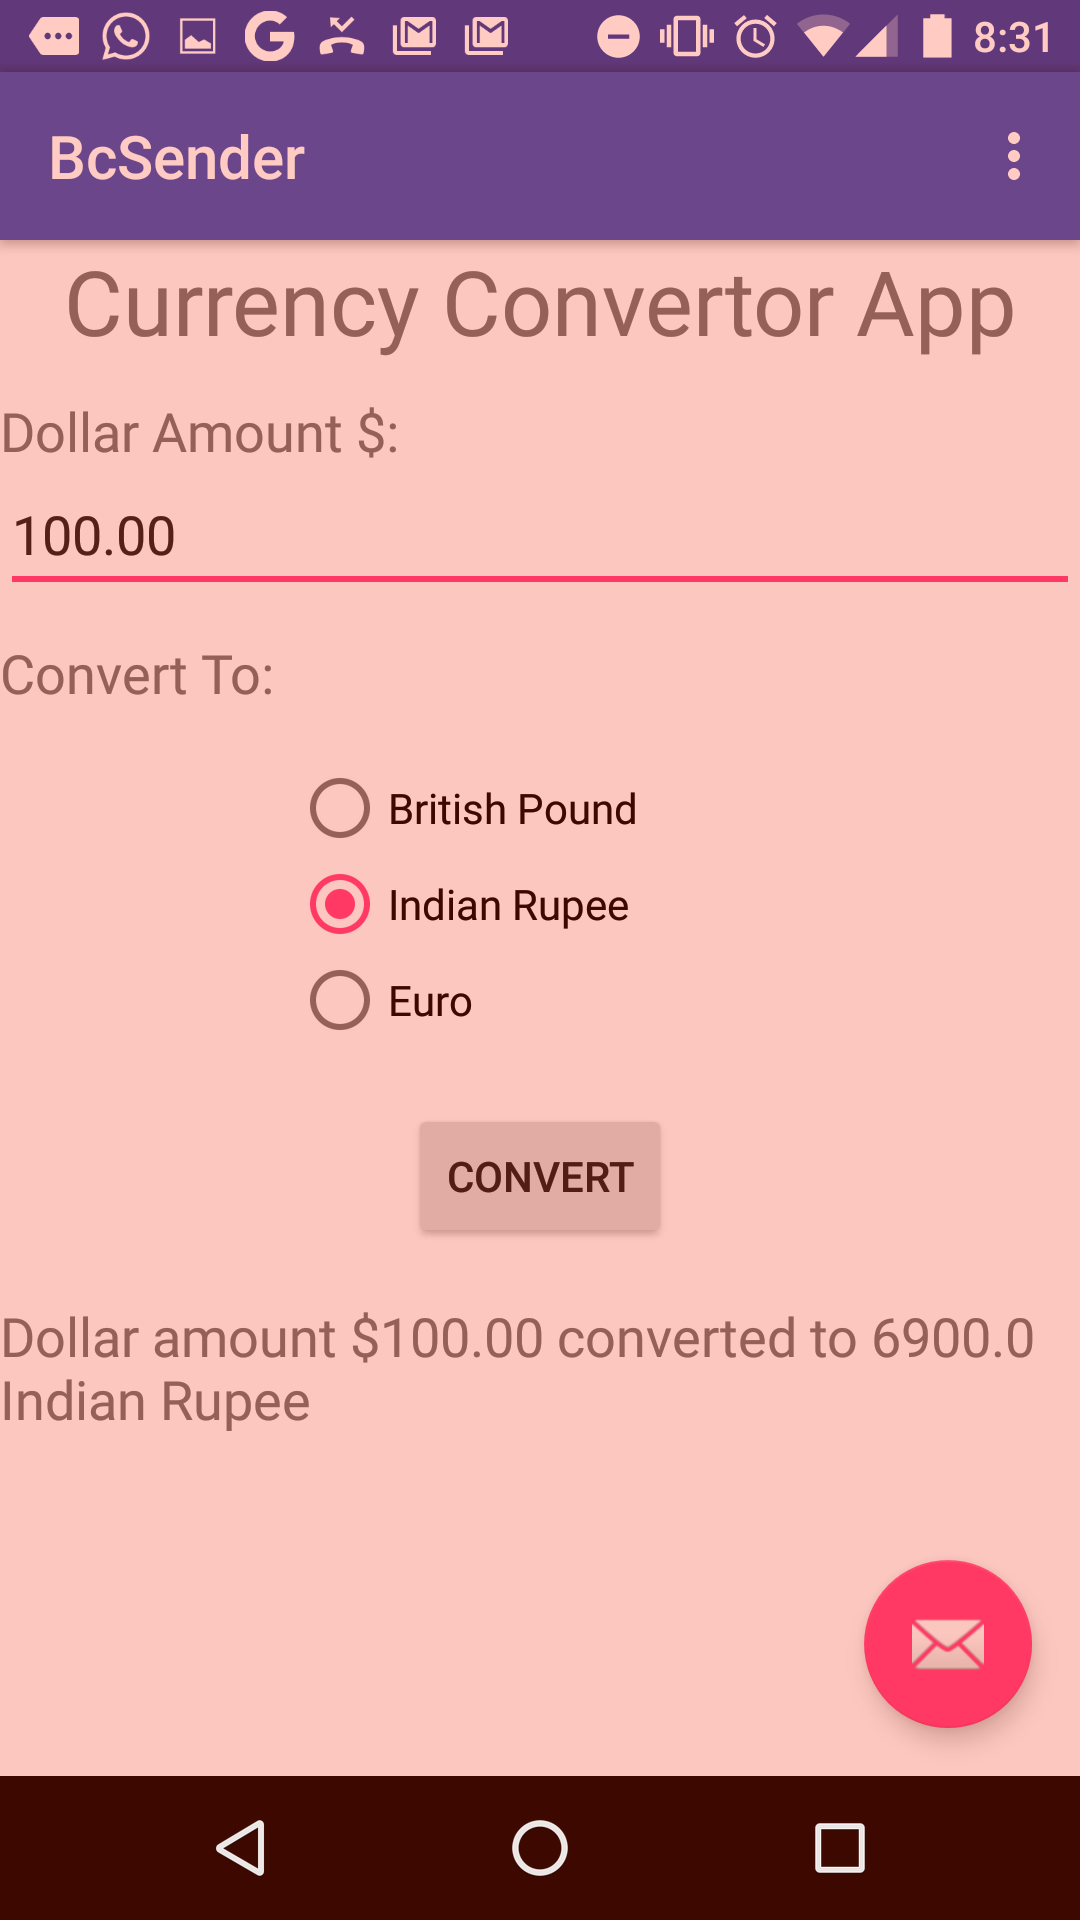 8:31
BcSender
Currency Convertor App
Dollar Amount $:
100.00
Convert To:
British Pound
Indian Rupee
Euro
CONVERT
Dollar amount $100.00 converted to 6900.0
Indian Rupee